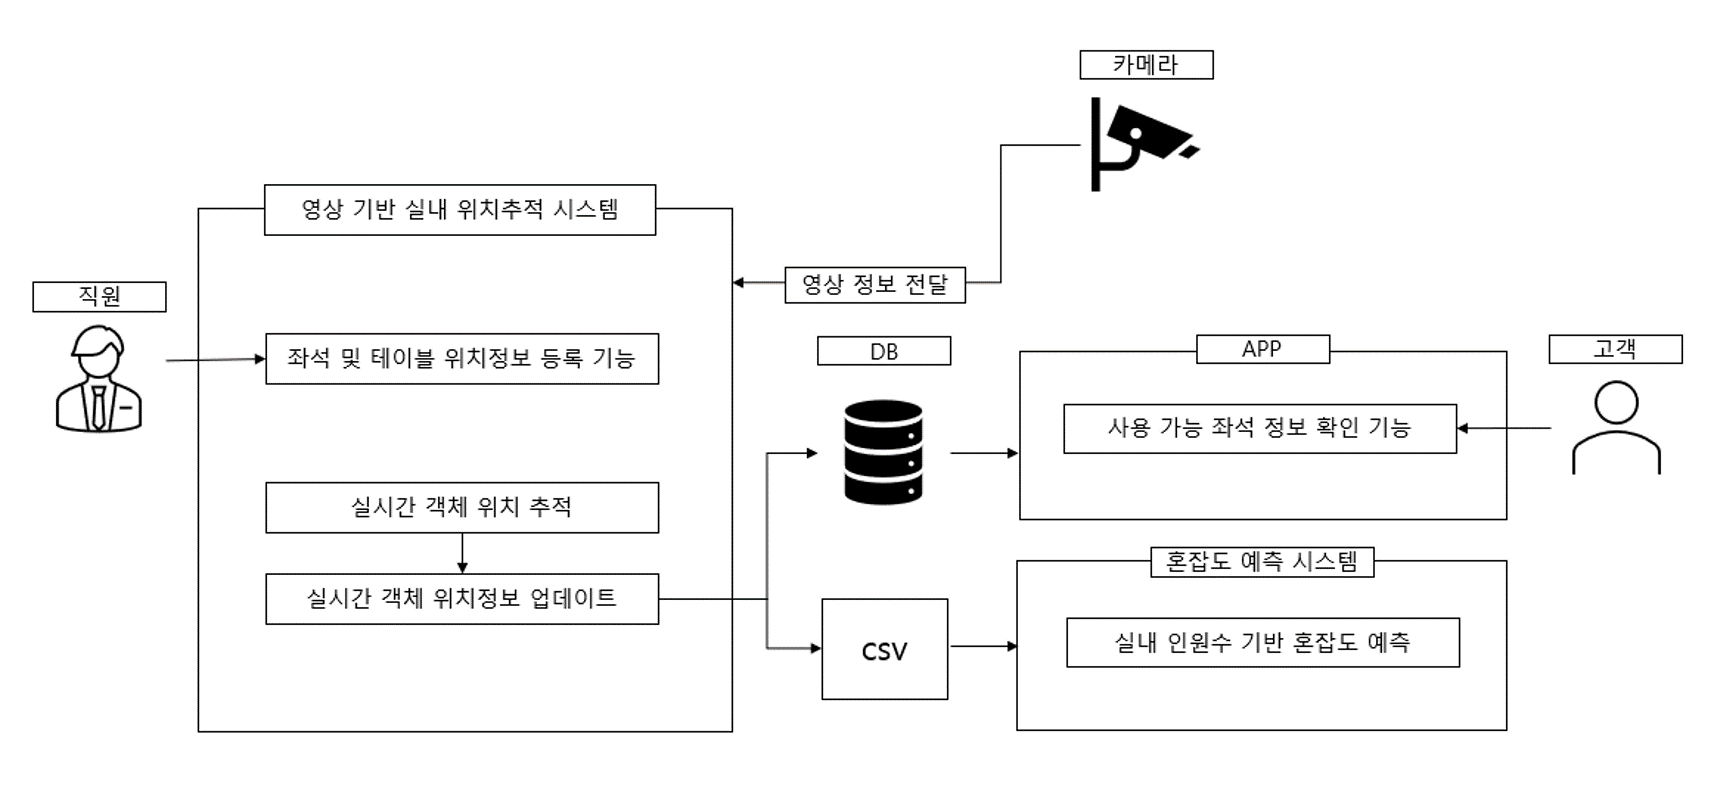 카메라
영상 기반 실내 위치추적 시스템
영상 정보 전달
직원
좌석 및 테이블 위치정보 등록 기능
DB
APP
고객
사용 가능 좌석 정보 확인 기능
실시간 객체 위치 추적
실시간 객체 위치정보 업데이트
혼잡도 예측 시스템
CSV
실내 인원수 기반 혼잡도 예측